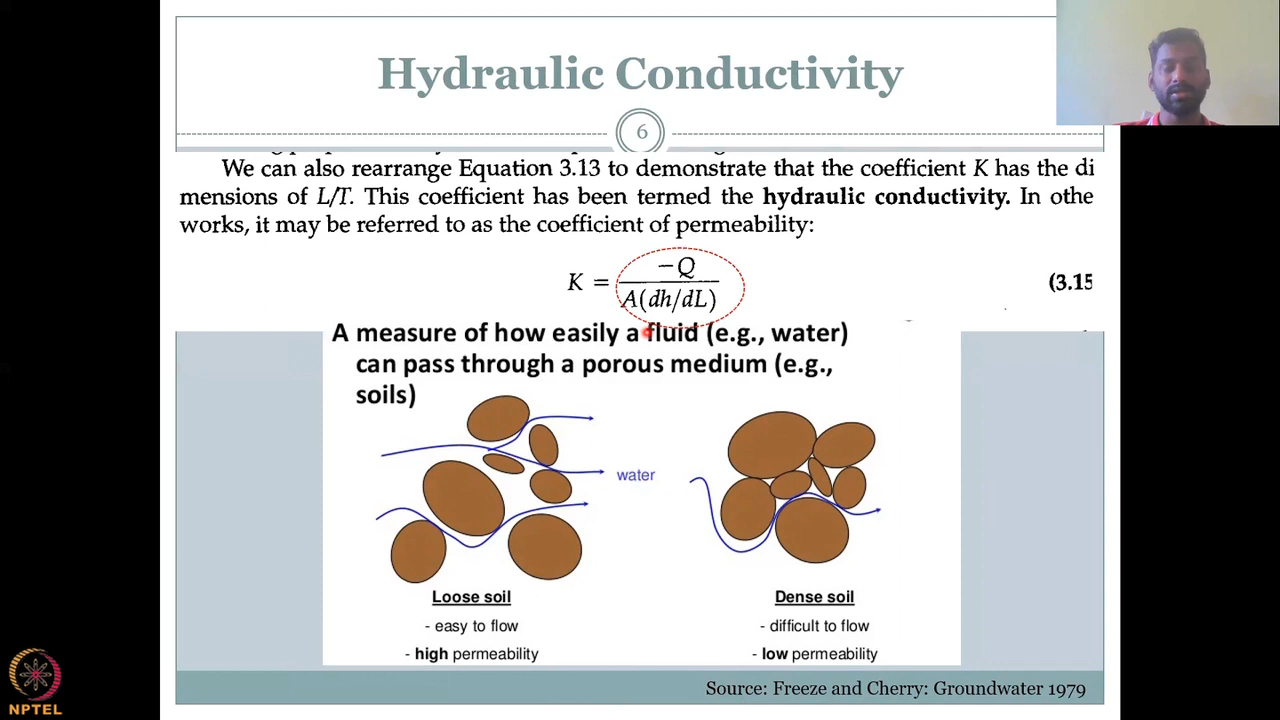 Hydraulic Conductivity
6
We can also rearrange Equation 3.13 to demonstrate that the coefficient K has the di
mensions of L/T. This coefficient has been termed the hydraulic conductivity. In othe
works, it may be referred to as the coefficient of permeability:
K = −Q / A(dh/dL) (3.15
A measure of how easily a fluid (e.g., water)
can pass through a porous medium (e.g.,
soils)
water
Loose soil
- easy to flow
- high permeability
Dense soil
- difficult to flow
- low permeability
Source: Freeze and Cherry: Groundwater 1979
NPTEL